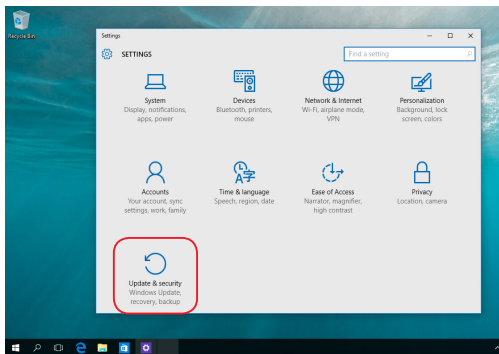 Recycle Bin
Settings
SETTINGS
Find a setting
System
Display, notifications,
apps, power
Devices
Bluetooth, printers,
mouse
Network & Internet
Wi-Fi, airplane mode,
VPN
Personalization
Background, lock
screen, colors
Accounts
Your account, sync
settings, work, family
Time & language
Speech, region, date
Ease of Access
Narrator, magnifier,
high contrast
Privacy
Location, camera
Update & security
Windows Update,
recovery, backup